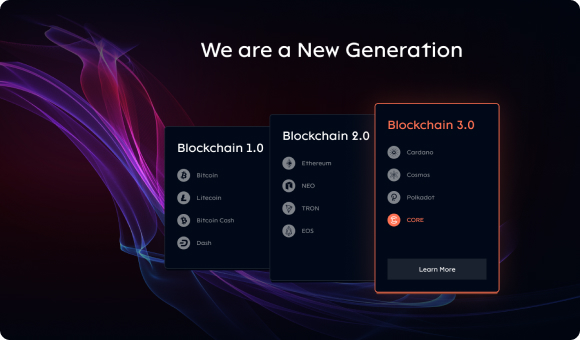 We are a New Generation
Blockchain 1.0
Bitcoin
Litecoin
Bitcoin Cash
Dash
Blockchain 2.0
Ethereum
NEO
TRON
EOS
Blockchain 3.0
Cardano
Cosmos
Polkadot
CORE
Learn More